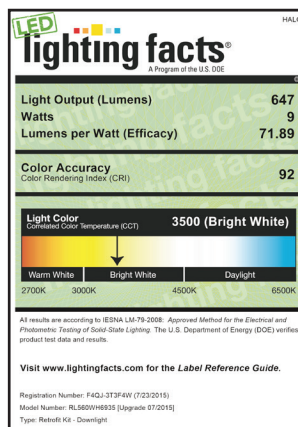 LED
HALO
lighting facts®
A Program of the U.S. DOE
Light Output (Lumens) 647
Watts 9
Lumens per Watt (Efficacy) 71.89
Color Accuracy 92
Color Rendering Index (CRI)
Light Color 3500 (Bright White)
Correlated Color Temperature (CCT)
Warm White Bright White Daylight
2700K 3000K 4500K 6500K
All results are according to IESNA LM-79-2008: Approved Method for the Electrical and
Photometric Testing of Solid-State Lighting. The U.S. Department of Energy (DOE) verifies
product test data and results.
Visit www.lightingfacts.com for the Label Reference Guide.
Registration Number: F4QJ-3T3F4W (7/23/2015)
Model Number: RL560WH6935 [Upgrade 07/2015]
Type: Retrofit Kit - Downlight